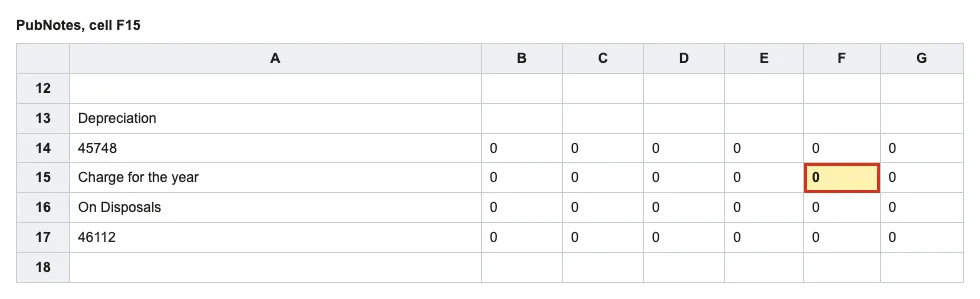 PubNotes, cell F15
A B C D E F G
12
13 Depreciation
14 45748 0 0 0 0 0 0
15 Charge for the year 0 0 0 0 0 0
16 On Disposals 0 0 0 0 0 0
17 46112 0 0 0 0 0 0
18